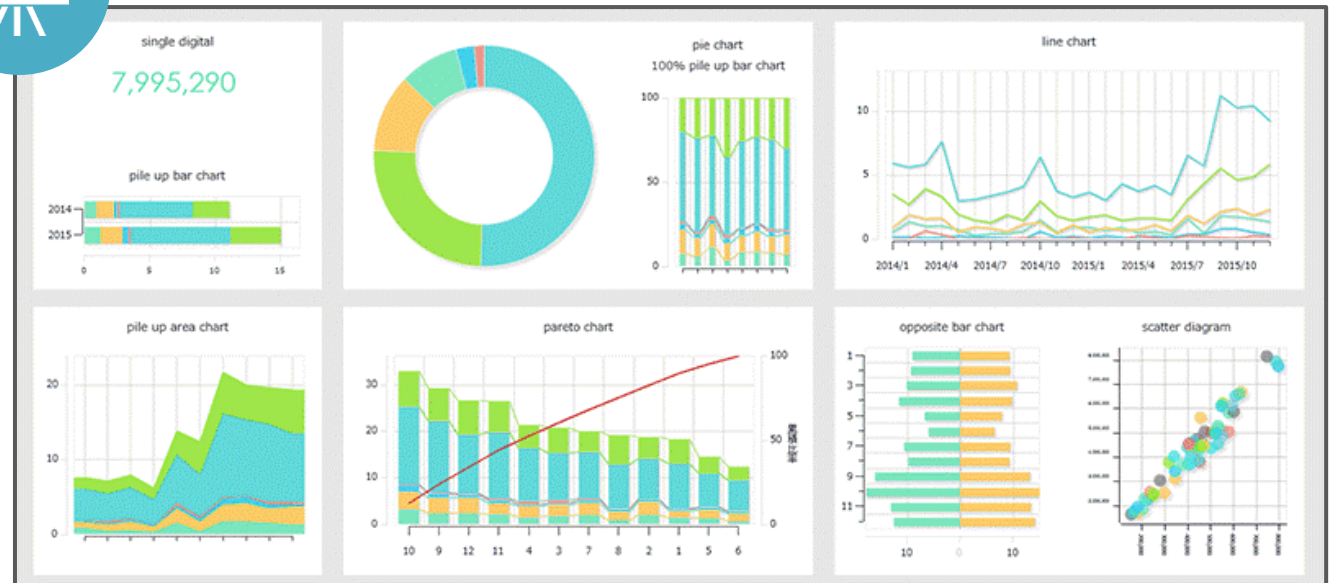 single digital
7,995,290
pile up bar chart
2014
2015
0 5 10 15
pie chart
100% pile up bar chart
100
50
0
line chart
10
5
0
2014/1 2014/4 2014/7 2014/10 2015/1 2015/4 2015/7 2015/10
pile up area chart
20
10
0
pareto chart
30
20
10
0
100
50
0
10 9 12 11 4 3 7 8 2 1 5 6
opposite bar chart
1
3
5
7
9
11
10 0 10
scatter diagram